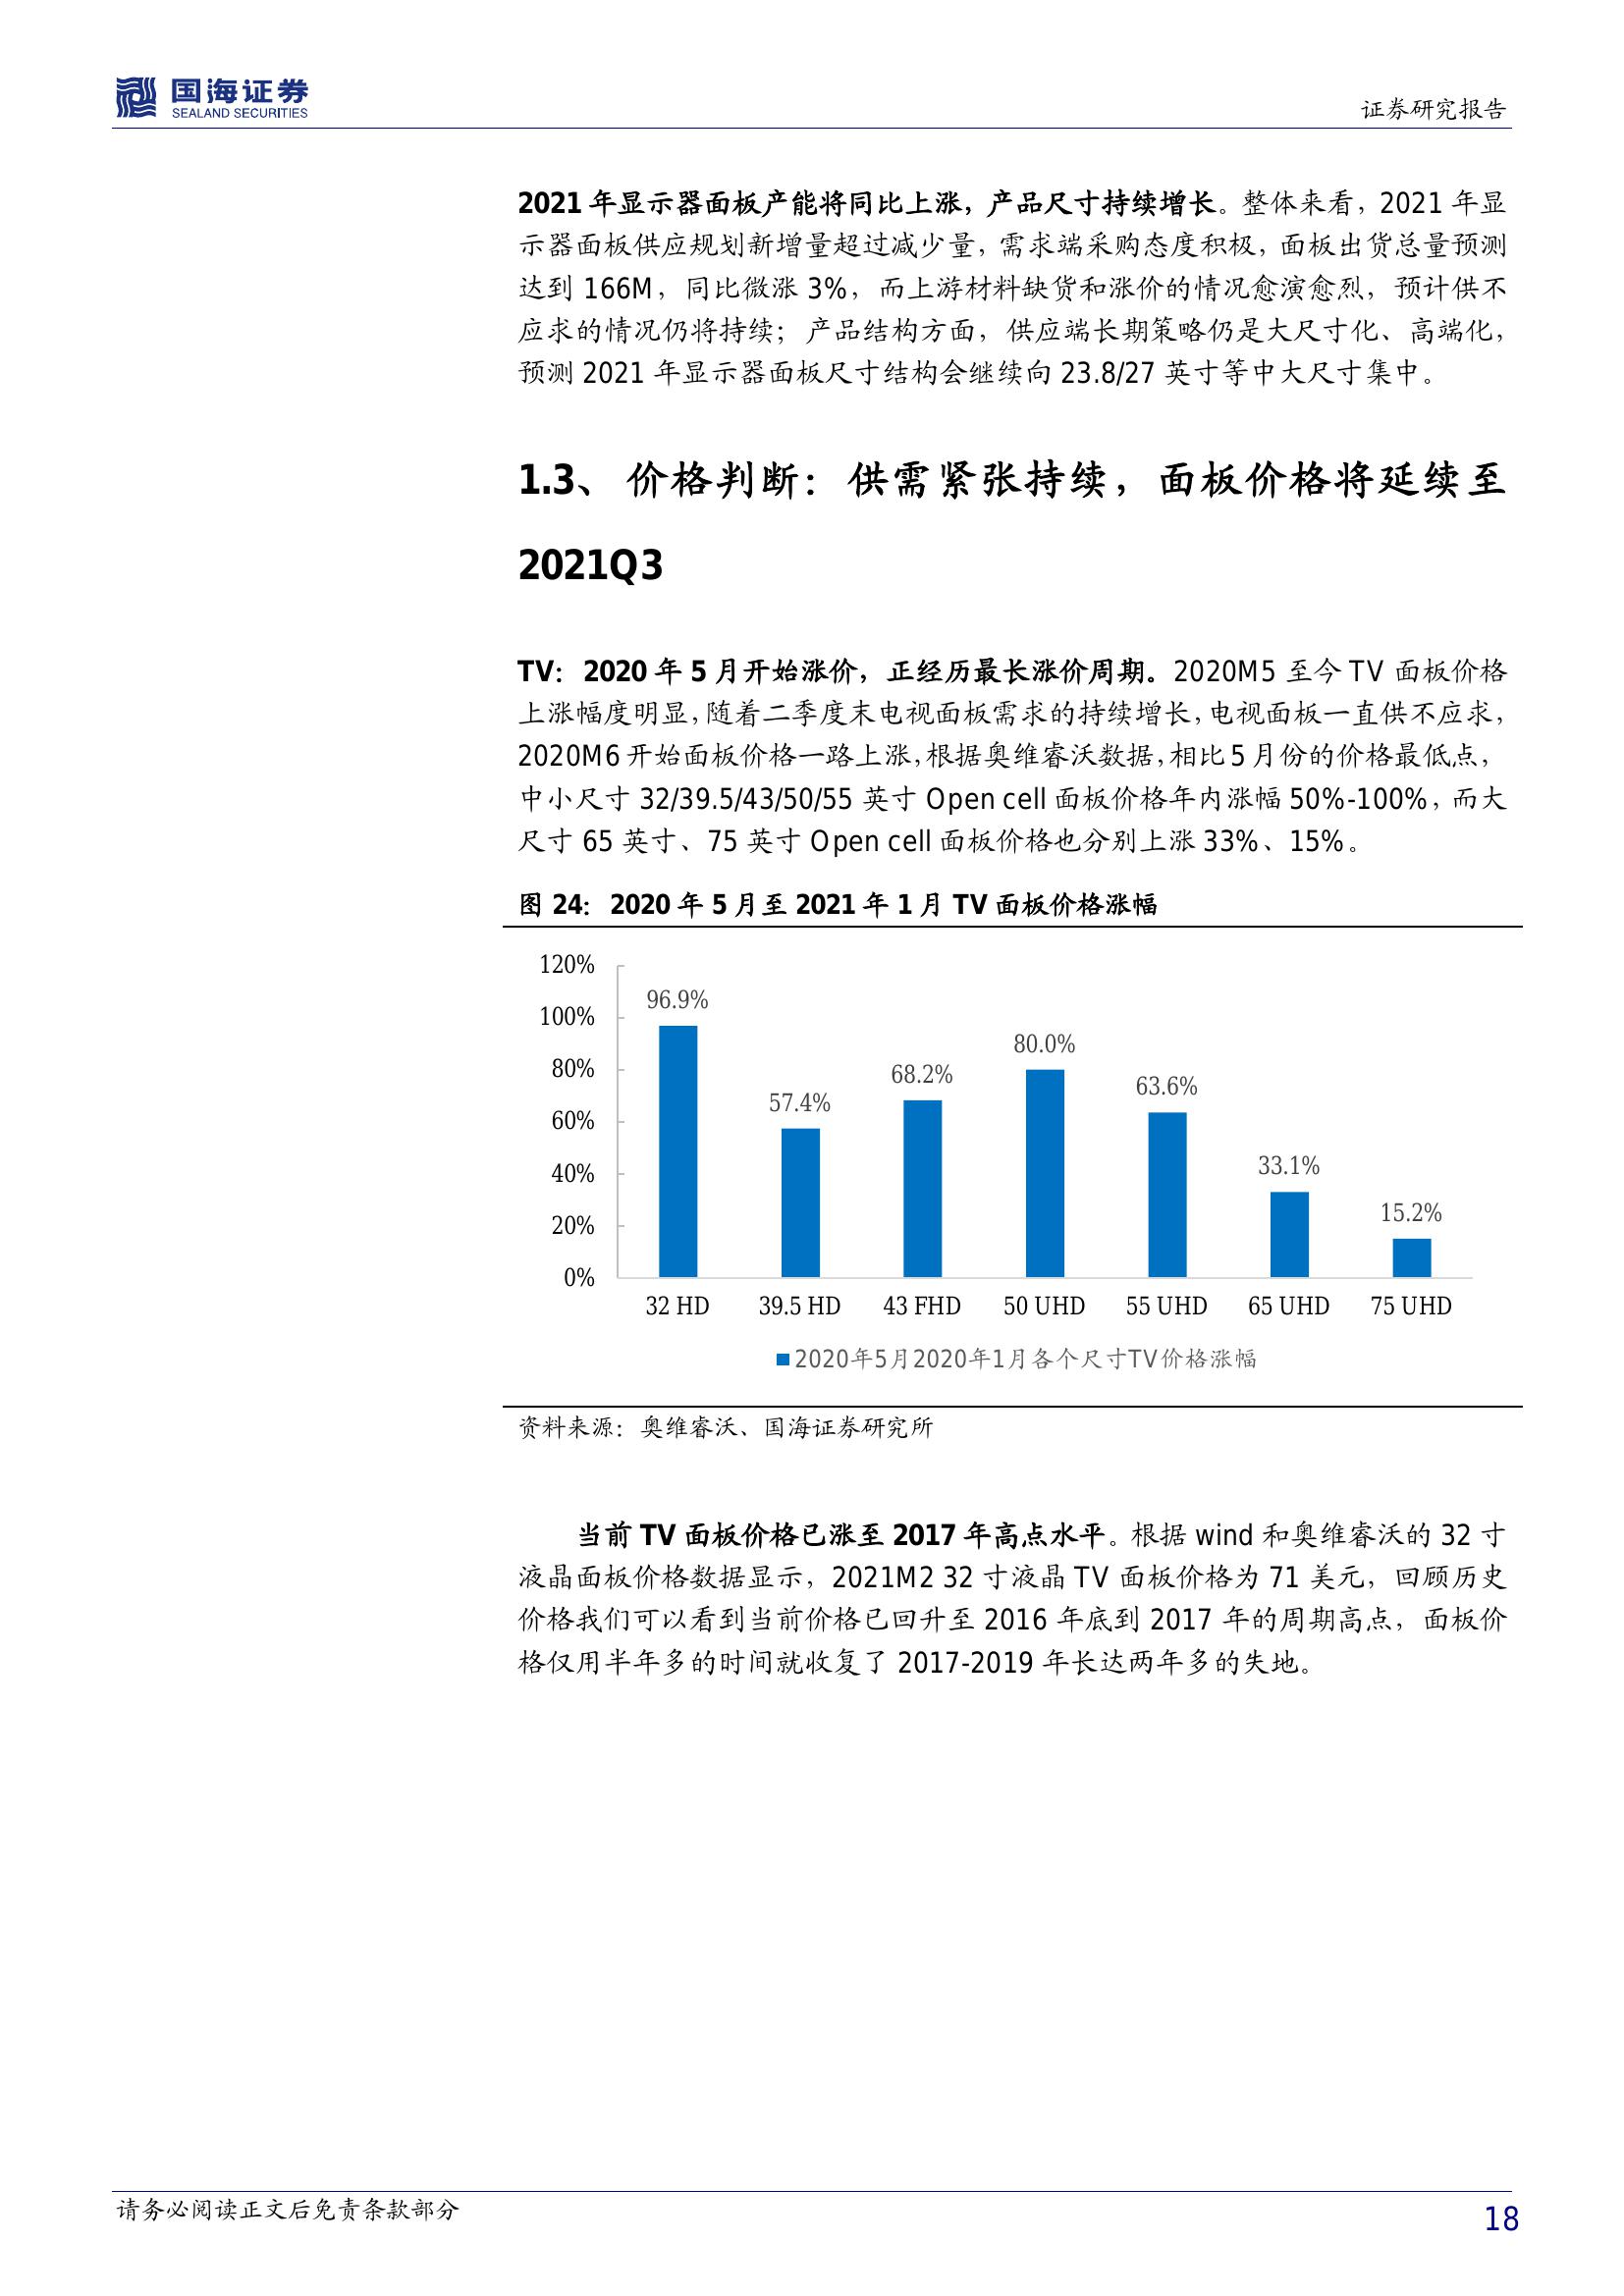 国海证券
SEALAND SECURITIES
证券研究报告
2021 年显示器面板产能将同比上涨，产品尺寸持续增长。整体来看，2021 年显
示器面板供应规划新增量超过减少量，需求端采购态度积极，面板出货总量预测
达到 166M，同比微涨 3%，而上游材料缺货和涨价的情况愈演愈烈，预计供不
应求的情况仍将持续；产品结构方面，供应端长期策略仍是大尺寸化、高端化，
预测 2021 年显示器面板尺寸结构会继续向 23.8/27 英寸等中大尺寸集中。
1.3、 价格判断：供需紧张持续，面板价格将延续至
2021Q3
TV：2020 年 5 月开始涨价，正经历最长涨价周期。2020M5 至今 TV 面板价格
上涨幅度明显，随着二季度末电视面板需求的持续增长，电视面板一直供不应求，
2020M6 开始面板价格一路上涨，根据奥维睿沃数据，相比 5 月份的价格最低点，
中小尺寸 32/39.5/43/50/55 英寸 Open cell 面板价格年内涨幅 50%-100%，而大
尺寸 65 英寸、75 英寸 Open cell 面板价格也分别上涨 33%、15%。
图 24：2020 年 5 月至 2021 年 1 月 TV 面板价格涨幅
120%
100%
80%
60%
40%
20%
0%
96.9%
57.4%
68.2%
80.0%
63.6%
33.1%
15.2%
32 HD
39.5 HD
43 FHD
50 UHD
55 UHD
65 UHD
75 UHD
2020年5月2020年1月各个尺寸TV价格涨幅
资料来源：奥维睿沃、国海证券研究所
当前 TV 面板价格已涨至 2017 年高点水平。根据 wind 和奥维睿沃的 32 寸
液晶面板价格数据显示，2021M2 32 寸液晶 TV 面板价格为 71 美元，回顾历史
价格我们可以看到当前价格已回升至 2016 年底到 2017 年的周期高点，面板价
格仅用半年多的时间就收复了 2017-2019 年长达两年多的失地。
请务必阅读正文后免责条款部分
18